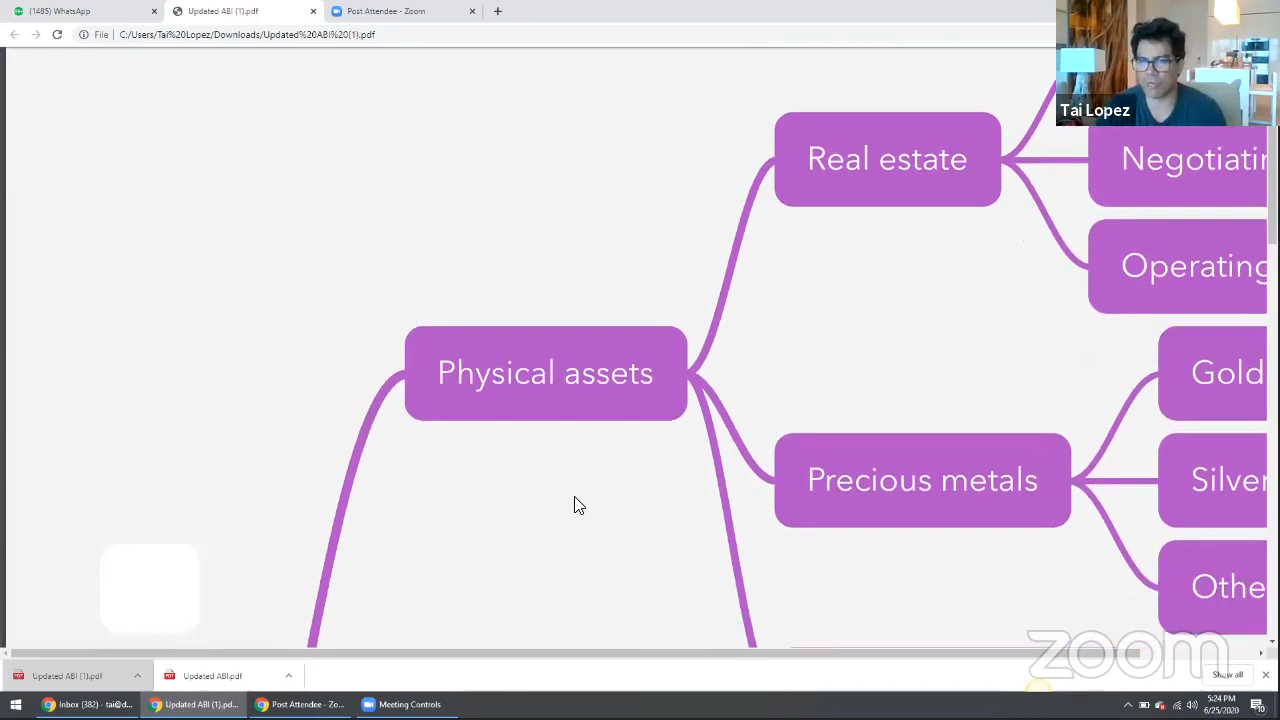 (1485) WhatsApp
Updated ABI (1).pdf
Post Attendee - Zoom
File
C:/Users/Tai%20Lopez/Downloads/Updated%20ABI%20(1).pdf
Tai Lopez
Real estate
Negotiatin
Operating
Physical assets
Gold
Precious metals
Silver
Othe
zoom
Updated ABI (1).pdf
Updated ABI.pdf
Show all
Inbox (382) - tai@d...
Updated ABI (1).pd...
Post Attendee - Zo...
Meeting Controls
5:24 PM
6/25/2020